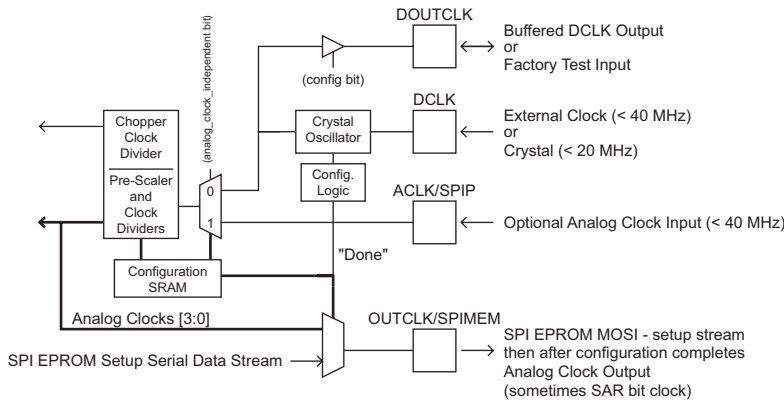 DOUTCLK
Buffered DCLK Output
or
Factory Test Input
(config bit)
(analog_clock_independent bit)
DCLK
Chopper
Clock
Divider
Crystal
Oscillator
External Clock (< 40 MHz)
or
Crystal (< 20 MHz)
Pre-Scaler
and
Clock
Dividers
0
1
Config.
Logic
ACLK/SPIP
Optional Analog Clock Input (< 40 MHz)
"Done"
Configuration
SRAM
Analog Clocks [3:0]
OUTCLK/SPIMEM
SPI EPROM Setup Serial Data Stream
SPI EPROM MOSI - setup stream
then after configuration completes
Analog Clock Output
(sometimes SAR bit clock)